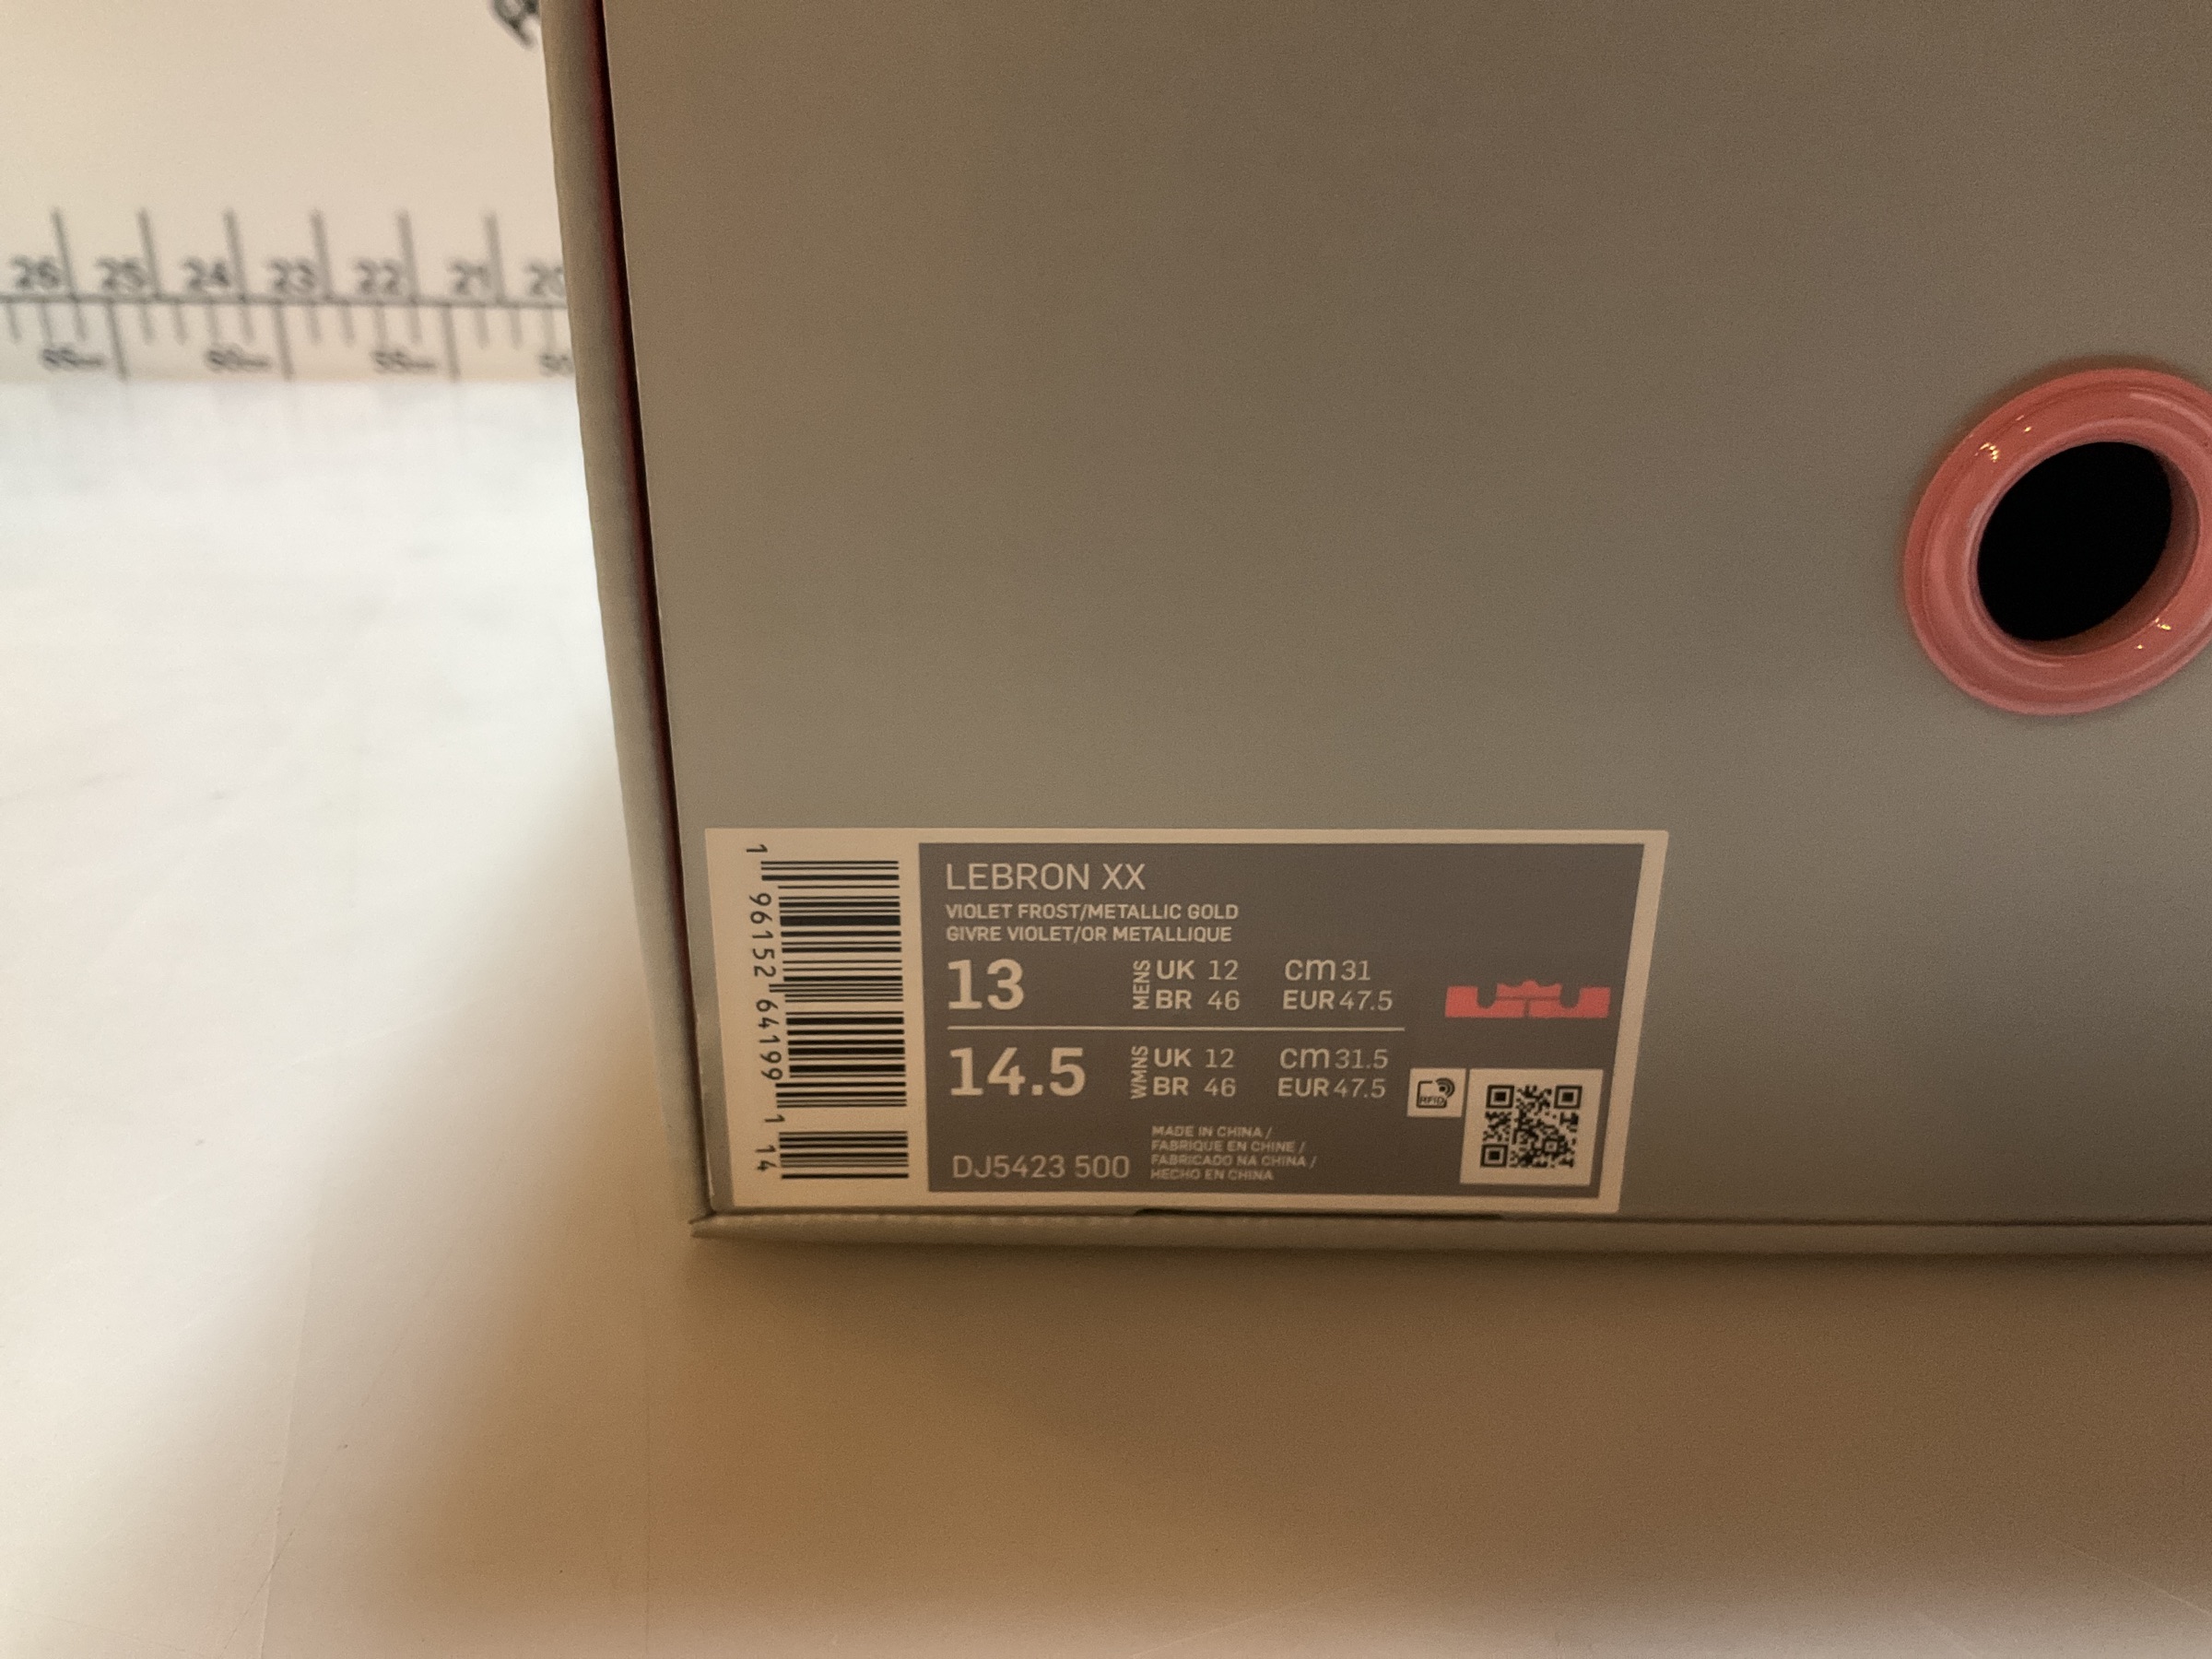 26 25 24 23 22 21 20
1 96152 64199 1 14
LEBRON XX
VIOLET FROST/METALLIC GOLD
GIVRE VIOLET/OR METALLIQUE
13 MENS UK 12 cm 31
BR 46 EUR 47.5
14.5 WMNS UK 12 cm 31.5
BR 46 EUR 47.5
RFID
DJ5423 500
MADE IN CHINA /
FABRIQUE EN CHINE /
FABRICADO NA CHINA /
HECHO EN CHINA